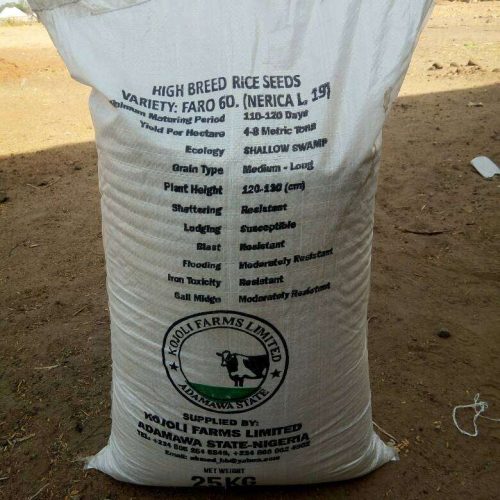 HIGH BREED RICE SEEDS
VARIETY: FARO 60. (NERICA L. 19)
Maturing Period 110-120 Days
Yield Per Hectare 4-8 Metric Tons
Ecology SHALLOW SWAMP
Grain Type Medium - Long
Plant Height 120-130 (cm)
Shattering Resistant
Lodging Susceptible
Blast Resistant
Flooding Moderately Resistant
Iron Toxicity Resistant
Gall Midge Moderately Resistant
KOJOLI FARMS LIMITED
ADAMAWA STATE
SUPPLIED BY:
KOJOLI FARMS LIMITED
ADAMAWA STATE-NIGERIA
NET WEIGHT
25KG